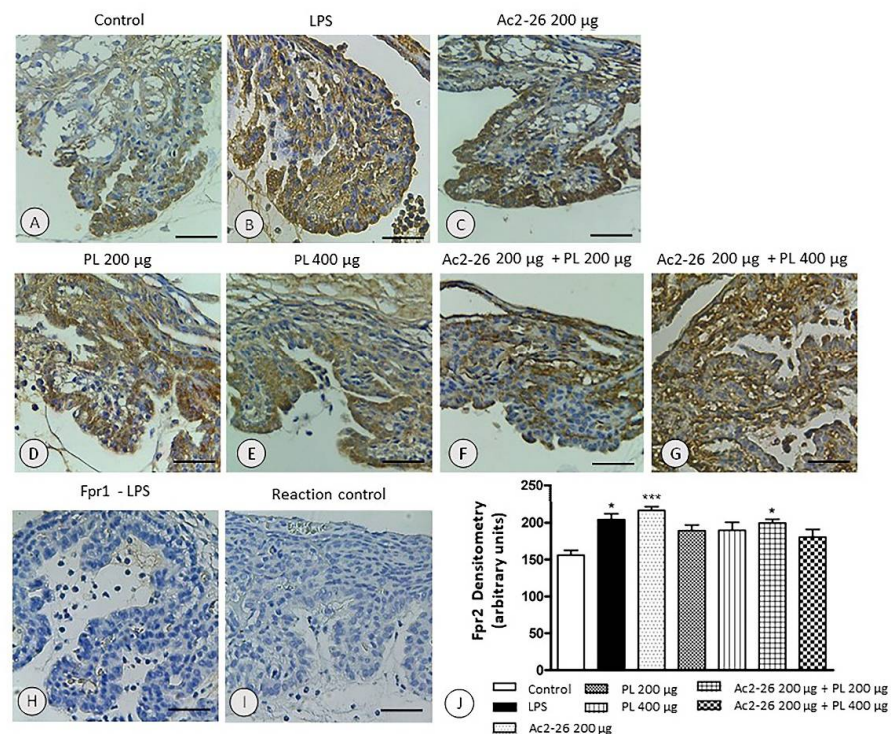 Control LPS Ac2-26 200 µg
A B C
PL 200 µg PL 400 µg Ac2-26 200 µg + PL 200 µg Ac2-26 200 µg + PL 400 µg
D E F G
Fpr1 - LPS Reaction control
H I J
Fpr2 Densitometry
(arbitrary units)
250
200
150
100
50
0
* *** *
Control PL 200 µg Ac2-26 200 µg + PL 200 µg
LPS PL 400 µg Ac2-26 200 µg + PL 400 µg
Ac2-26 200 µg